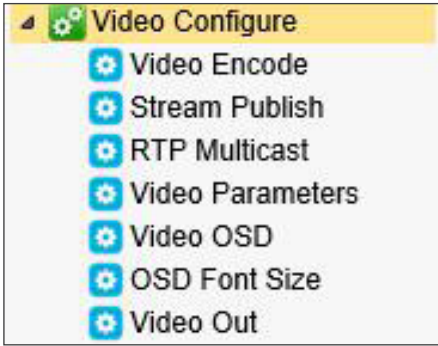 Video Configure
Video Encode
Stream Publish
RTP Multicast
Video Parameters
Video OSD
OSD Font Size
Video Out